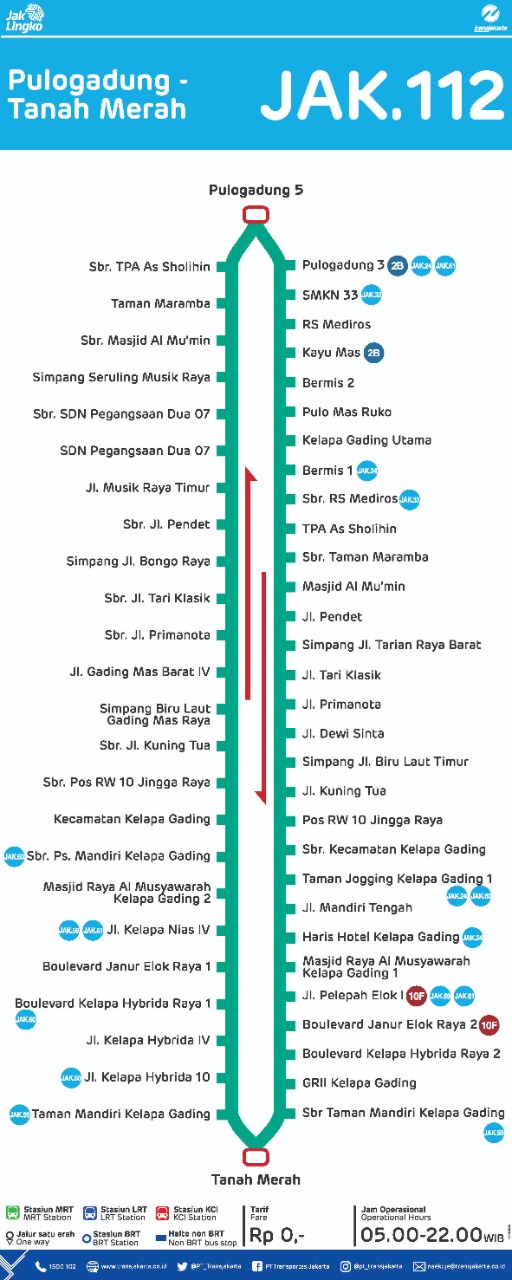 Jak
Lingko
transjakarta
Pulogadung -
Tanah Merah
JAK.112
Pulogadung 5
Sbr. TPA As Sholihin
Taman Maramba
Sbr. Masjid Al Mu'min
Simpang Seruling Musik Raya
Sbr. SDN Pegangsaan Dua 07
SDN Pegangsaan Dua 07
Jl. Musik Raya Timur
Sbr. Jl. Pendet
Simpang Jl. Bongo Raya
Sbr. Jl. Tari Klasik
Sbr. Jl. Primanota
Jl. Gading Mas Barat IV
Simpang Biru Laut
Gading Mas Raya
Sbr. Jl. Kuning Tua
Sbr. Pos RW 10 Jingga Raya
Kecamatan Kelapa Gading
JAK.60 Sbr. Ps. Mandiri Kelapa Gading
Masjid Raya Al Musyawarah
Kelapa Gading 2
JAK.59 JAK.61 Jl. Kelapa Nias IV
Boulevard Janur Elok Raya 1
Boulevard Kelapa Hybrida Raya 1
JAK.60
Jl. Kelapa Hybrida IV
JAK.60 Jl. Kelapa Hybrida 10
Taman Mandiri Kelapa Gading
Pulogadung 3 2B JAK.24 JAK.61
SMKN 33 JAK.33
RS Mediros
Kayu Mas 2B
Bermis 2
Pulo Mas Ruko
Kelapa Gading Utama
Bermis 1 JAK.24
Sbr. RS Mediros JAK.33
TPA As Sholihin
Sbr. Taman Maramba
Masjid Al Mu'min
Jl. Pendet
Simpang Jl. Tarian Raya Barat
Jl. Tari Klasik
Jl. Primanota
Jl. Dewi Sinta
Simpang Jl. Biru Laut Timur
Jl. Kuning Tua
Pos RW 10 Jingga Raya
Sbr. Kecamatan Kelapa Gading
Taman Jogging Kelapa Gading 1
JAK.24 JAK.60
Jl. Mandiri Tengah
Haris Hotel Kelapa Gading JAK.24
Masjid Raya Al Musyawarah
Kelapa Gading 1
Jl. Pelepah Elok I 10F JAK.59 JAK.61
Boulevard Janur Elok Raya 2 10F
Boulevard Kelapa Hybrida Raya 2
GRII Kelapa Gading
Sbr Taman Mandiri Kelapa Gading
Tanah Merah
Stasiun MRT
MRT Station
Stasiun LRT
LRT Station
Stasiun KCI
KCI Station
Jalur satu arah
One way
Stasiun BRT
BRT Station
Halte non BRT
Non BRT bus stop
Tarif
Fare
Rp 0,-
Jam Operasional
Operational Hours
05.00-22.00 WIB
1500 102
www.transjakarta.co.id
@PT_Transjakarta
PT Transportasi Jakarta
@pt_transjakarta